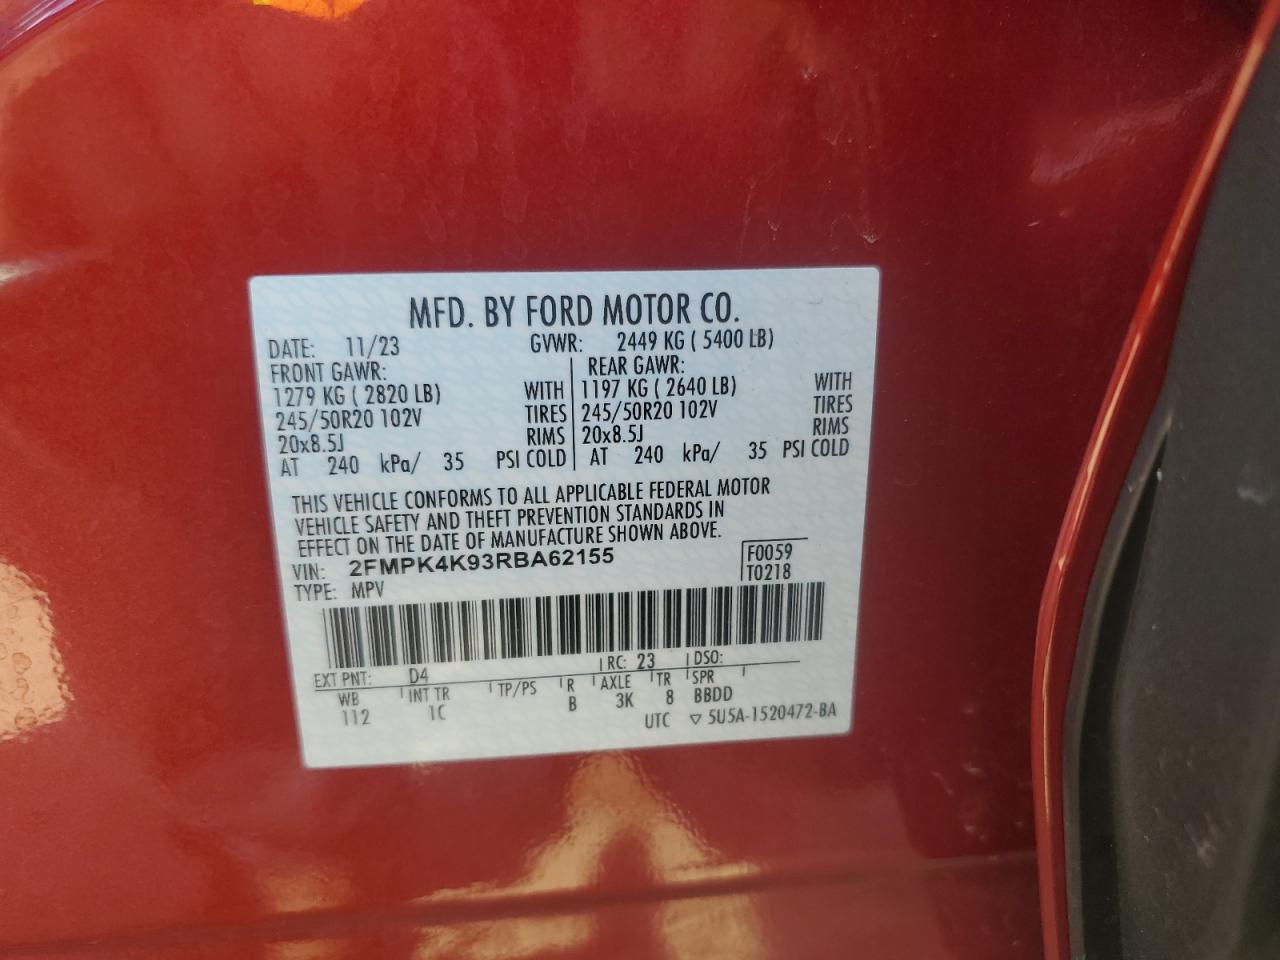 MFD. BY FORD MOTOR CO.
DATE: 11/23 GVWR: 2449 KG ( 5400 LB)
FRONT GAWR: REAR GAWR:
1279 KG ( 2820 LB) WITH 1197 KG ( 2640 LB) WITH
245/50R20 102V TIRES 245/50R20 102V TIRES
20x8.5J RIMS 20x8.5J RIMS
AT 240 kPa/ 35 PSI COLD AT 240 kPa/ 35 PSI COLD
THIS VEHICLE CONFORMS TO ALL APPLICABLE FEDERAL MOTOR
VEHICLE SAFETY AND THEFT PREVENTION STANDARDS IN
EFFECT ON THE DATE OF MANUFACTURE SHOWN ABOVE.
VIN: 2FMPK4K93RBA62155 F0059
TYPE: MPV T0218
EXT PNT: D4 RC: 23 DSO:
WB INT TR TP/PS R AXLE TR SPR
112 1C B 3K 8 BBDD
UTC ▽ 5U5A-1520472-BA